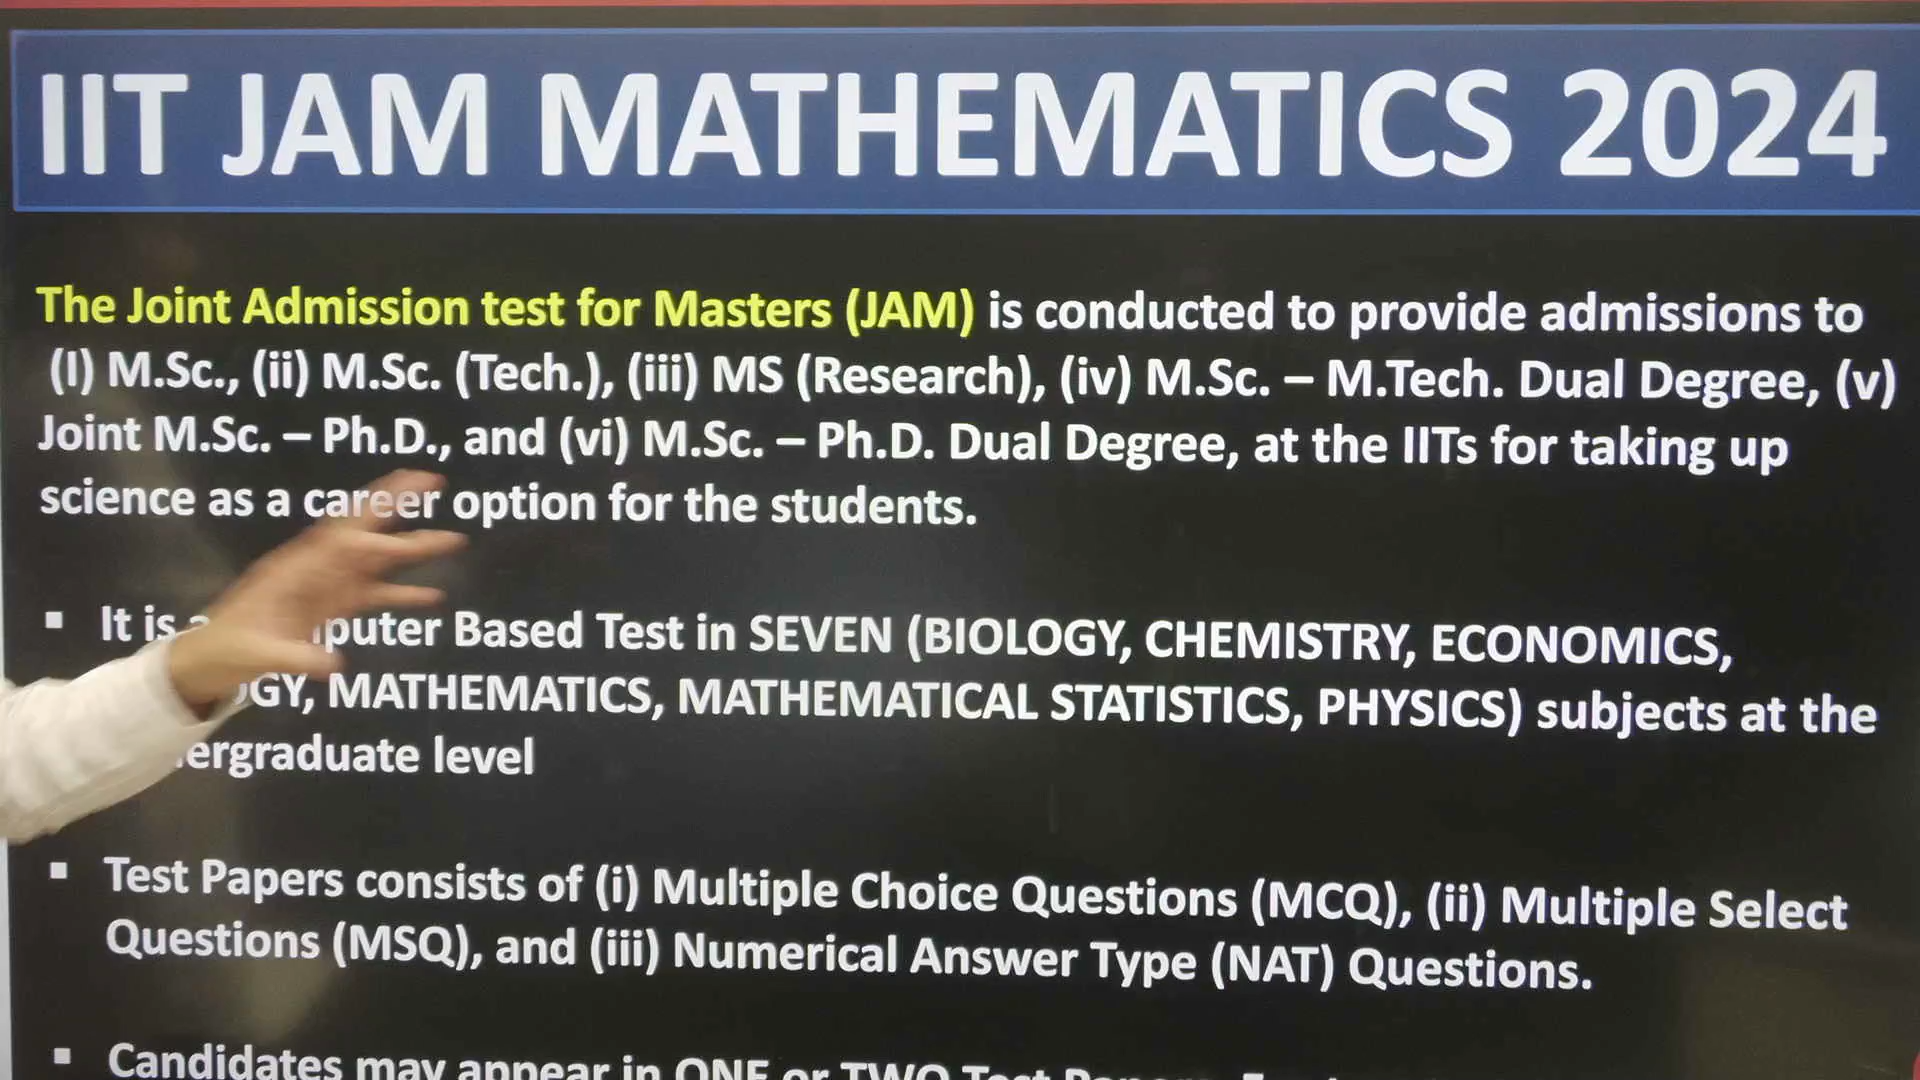 IIT JAM MATHEMATICS 2024
The Joint Admission test for Masters (JAM) is conducted to provide admissions to
(I) M.Sc., (ii) M.Sc. (Tech.), (iii) MS (Research), (iv) M.Sc. – M.Tech. Dual Degree, (v)
Joint M.Sc. – Ph.D., and (vi) M.Sc. – Ph.D. Dual Degree, at the IITs for taking up
science as a career option for the students.
▪ It is Based Test in SEVEN (BIOLOGY, CHEMISTRY, ECONOMICS,
MATHEMATICS, MATHEMATICAL STATISTICS, PHYSICS) subjects at the
level
▪ Test Papers consists of (i) Multiple Choice Questions (MCQ), (ii) Multiple Select
Questions (MSQ), and (iii) Numerical Answer Type (NAT) Questions.
▪ Candidates may appear in ONE or TWO Test